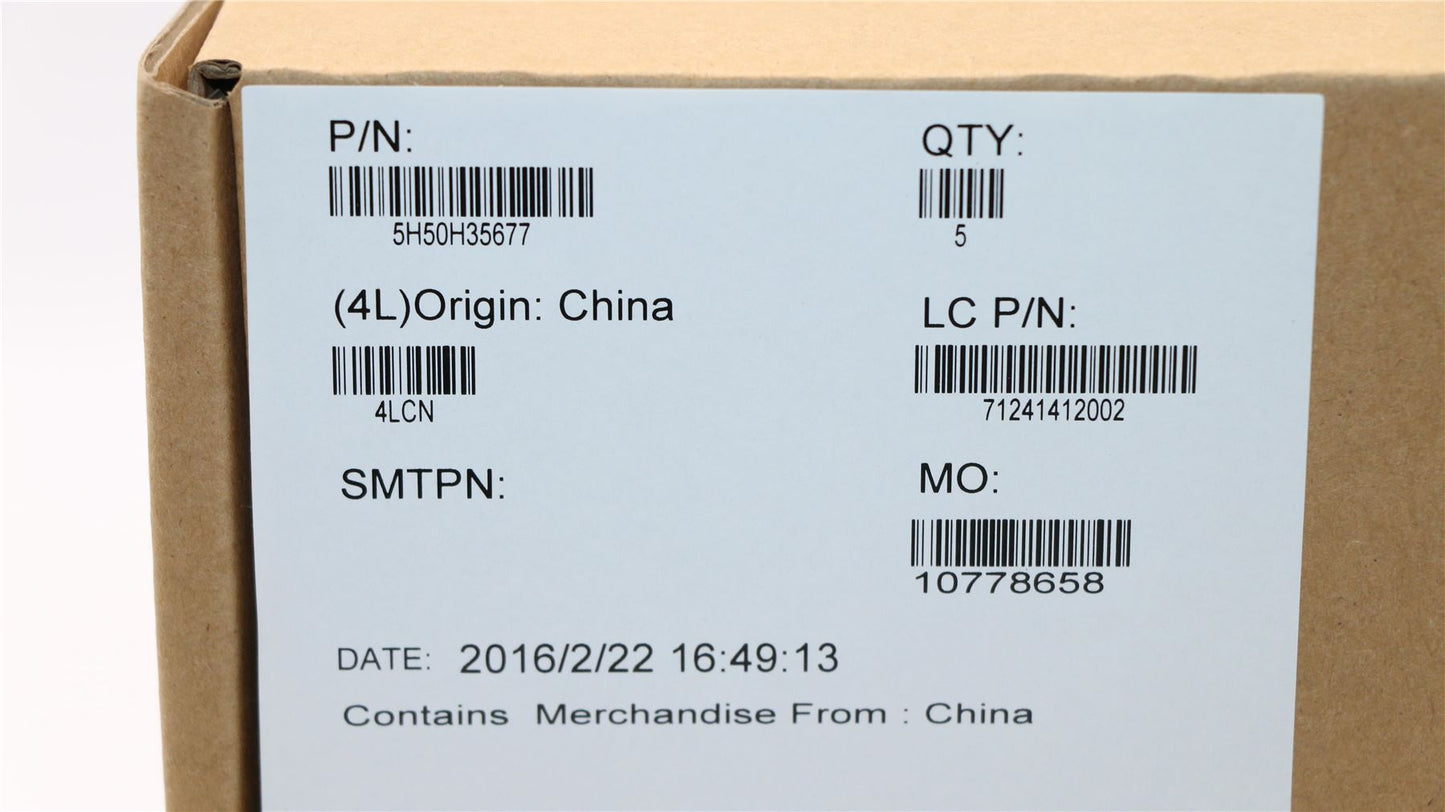 P/N:
QTY:
5H50H35677
5
(4L)Origin: China
LC P/N:
4LCN
71241412002
SMTPN:
MO:
10778658
DATE: 2016/2/22 16:49:13
Contains Merchandise From : China